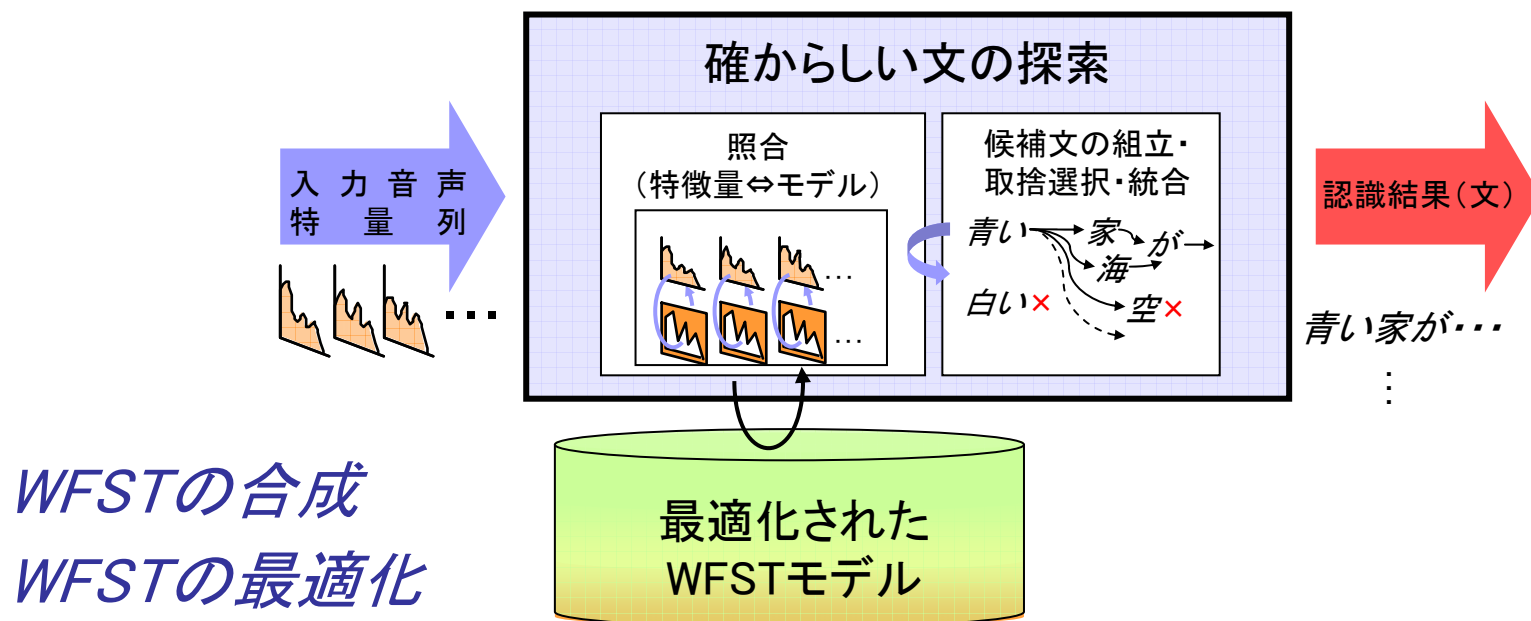 確からしい文の探索
入力音声
特量列
照合
（特徴量⇔モデル）
候補文の組立・
取捨選択・統合
青い 家 が
海
白い× 空×
…
…
認識結果（文）
・・・
青い家が・・・
⋮
WFSTの合成
WFSTの最適化
最適化された
WFSTモデル